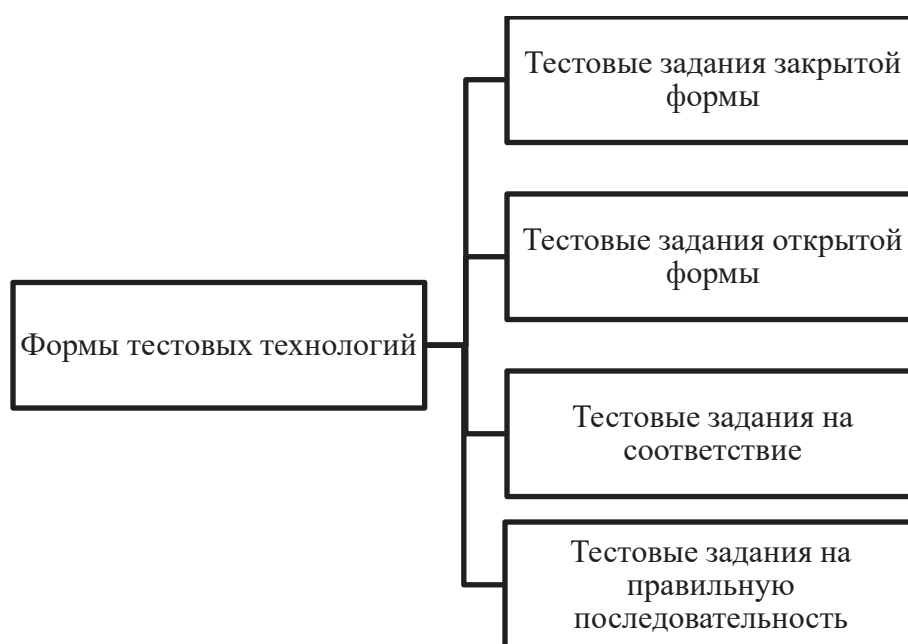 Тестовые задания закрытой
формы
Тестовые задания открытой
формы
Формы тестовых технологий
Тестовые задания на
соответствие
Тестовые задания на
правильную
последовательность